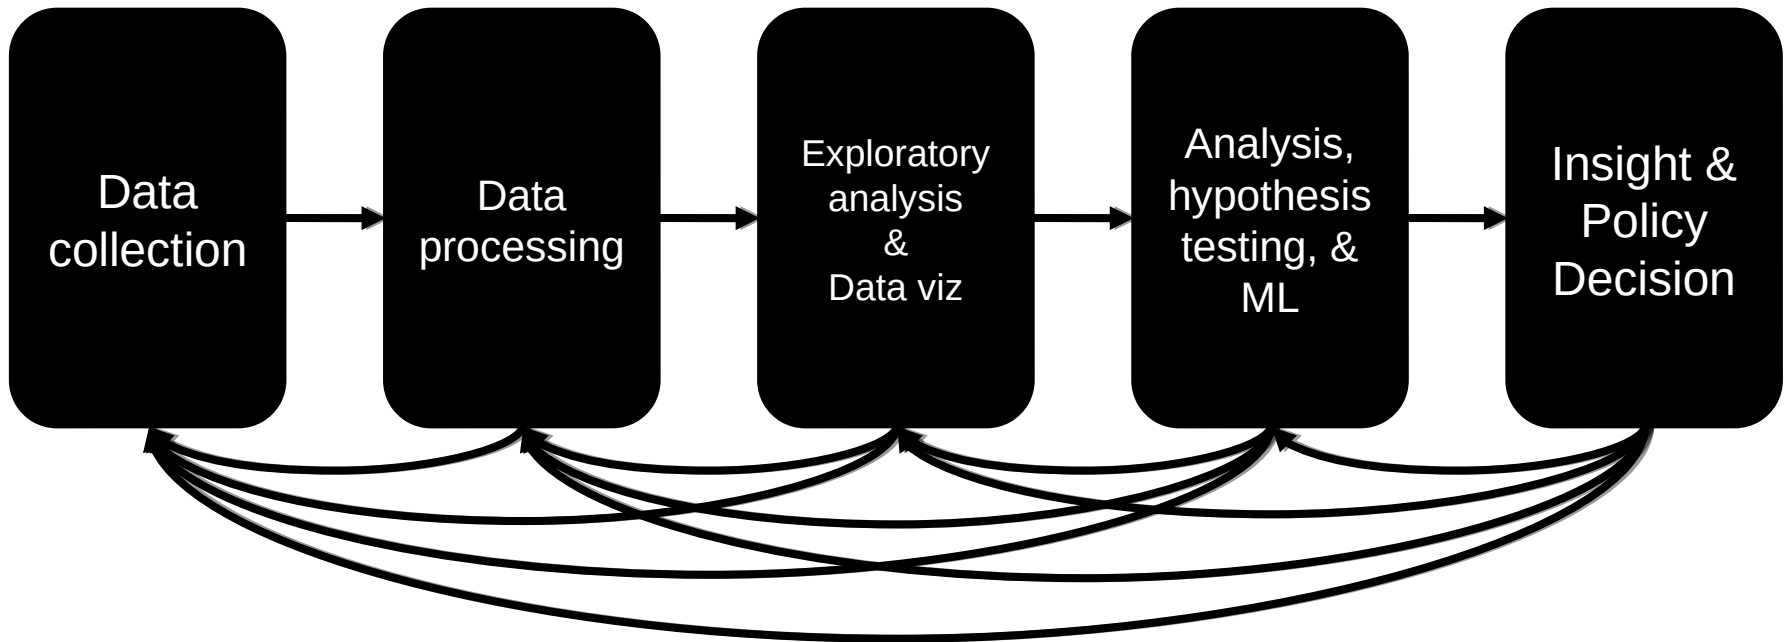 Data
collection
Data
processing
Exploratory
analysis
&
Data viz
Analysis,
hypothesis
testing, &
ML
Insight &
Policy
Decision